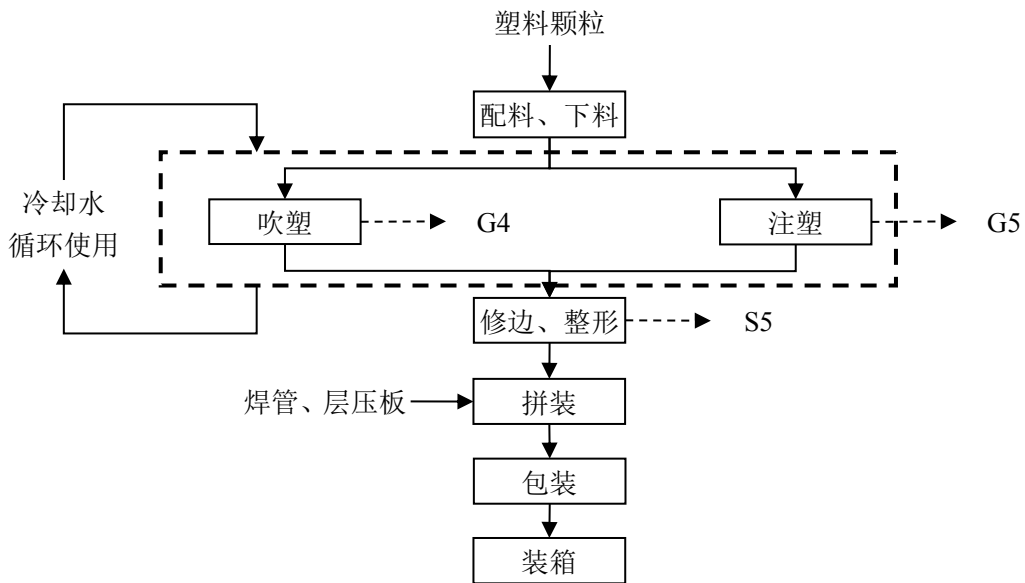 塑料颗粒
配料、下料
冷却水
循环使用
吹塑
G4
注塑
G5
修边、整形
S5
焊管、层压板
拼装
包装
装箱